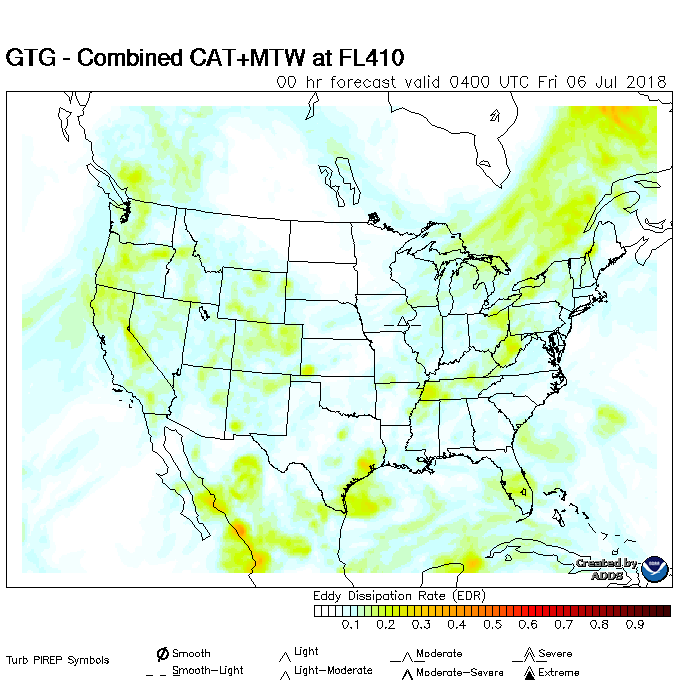 GTG - Combined CAT+MTW at FL410
00 hr forecast valid 0400 UTC Fri 06 Jul 2018
Created by
ADDS
Eddy Dissipation Rate (EDR)
0.1 0.2 0.3 0.4 0.5 0.6 0.7 0.8 0.9
Turb PIREP Symbols
Smooth Light Moderate Severe
Smooth-Light Light-Moderate Moderate-Severe Extreme